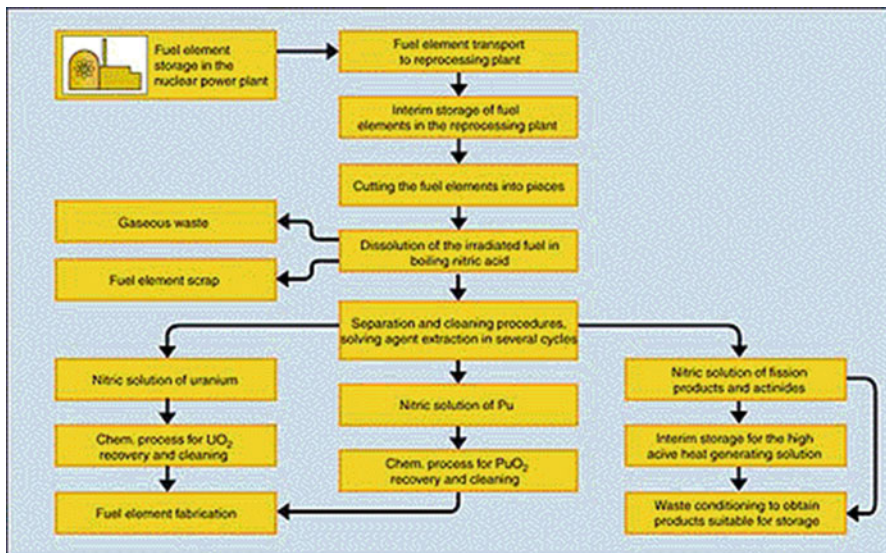 Fuel element
storage in the
nuclear power plant
Fuel element transport
to reprocessing plant
Interim storage of fuel
elements in the reprocessing plant
Cutting the fuel elements into pieces
Gaseous waste
Dissolution of the irradiated fuel in
boiling nitric acid
Fuel element scrap
Separation and cleaning procedures,
solving agent extraction in several cycles
Nitric solution of uranium
Nitric solution of Pu
Nitric solution of fission
products and actinides
Chem. process for UO₂
recovery and cleaning
Chem. process for PuO₂
recovery and cleaning
Interim storage for the high
acive heat generating solution
Fuel element fabrication
Waste conditioning to obtain
products suitable for storage